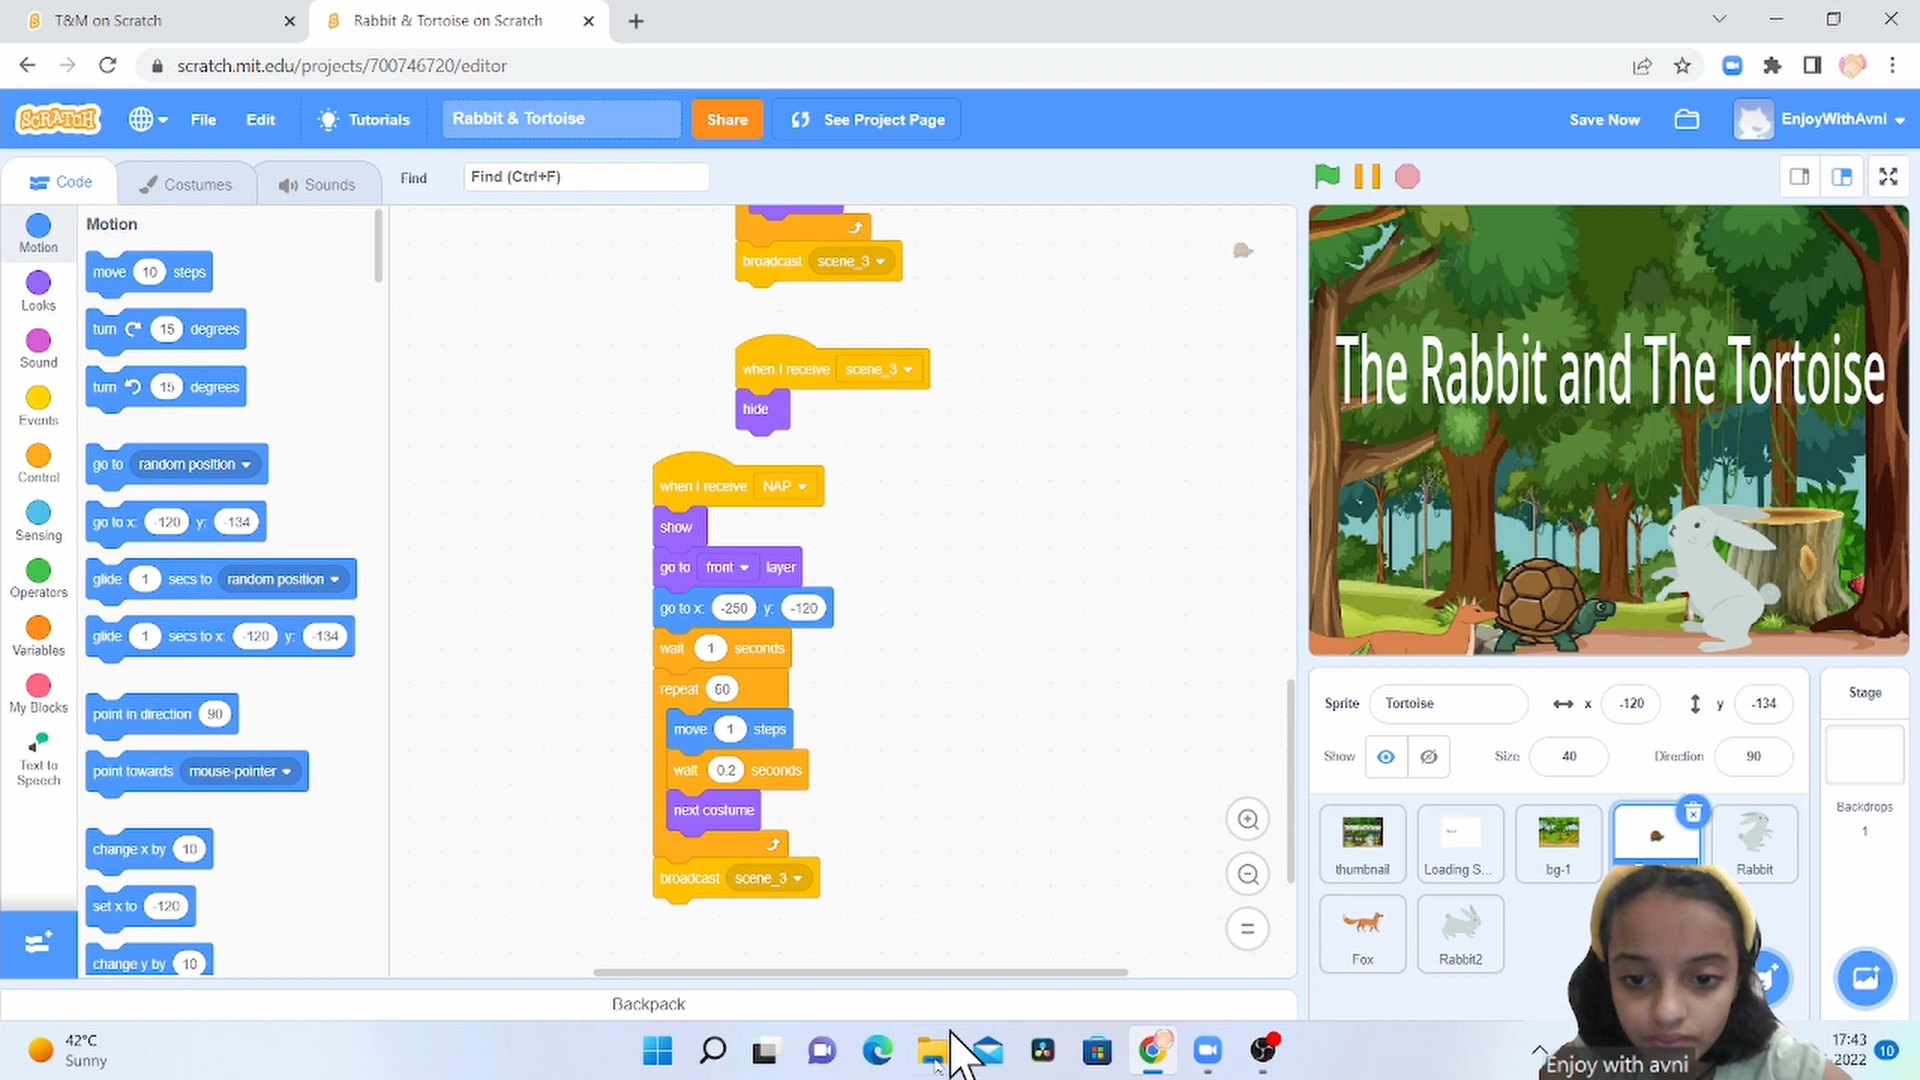 T&M on Scratch
Rabbit & Tortoise on Scratch
scratch.mit.edu/projects/700746720/editor
SCRATCH
File
Edit
Tutorials
Rabbit & Tortoise
Share
See Project Page
Save Now
EnjoyWithAvni
Code
Costumes
Sounds
Find
Find (Ctrl+F)
Motion
Looks
Sound
Events
Control
Sensing
Operators
Variables
My Blocks
Text to
Speech
Motion
move 10 steps
turn 15 degrees
turn 15 degrees
go to random position
go to x: -120 y: -134
glide 1 secs to random position
glide 1 secs to x: -120 y: -134
point in direction 90
point towards mouse-pointer
change x by 10
set x to -120
change y by 10
broadcast scene_3
when I receive scene_3
hide
when I receive NAP
show
go to front layer
go to x: -250 y: -120
wait 1 seconds
repeat 60
move 1 steps
wait 0.2 seconds
next costume
broadcast scene_3
Backpack
The Rabbit and The Tortoise
Sprite Tortoise x -120 y -134
Show Size 40 Direction 90
thumbnail
Loading S...
bg-1
Rabbit
Fox
Rabbit2
Stage
Backdrops
1
42°C
Sunny
17:43
2022
10
Enjoy with avni